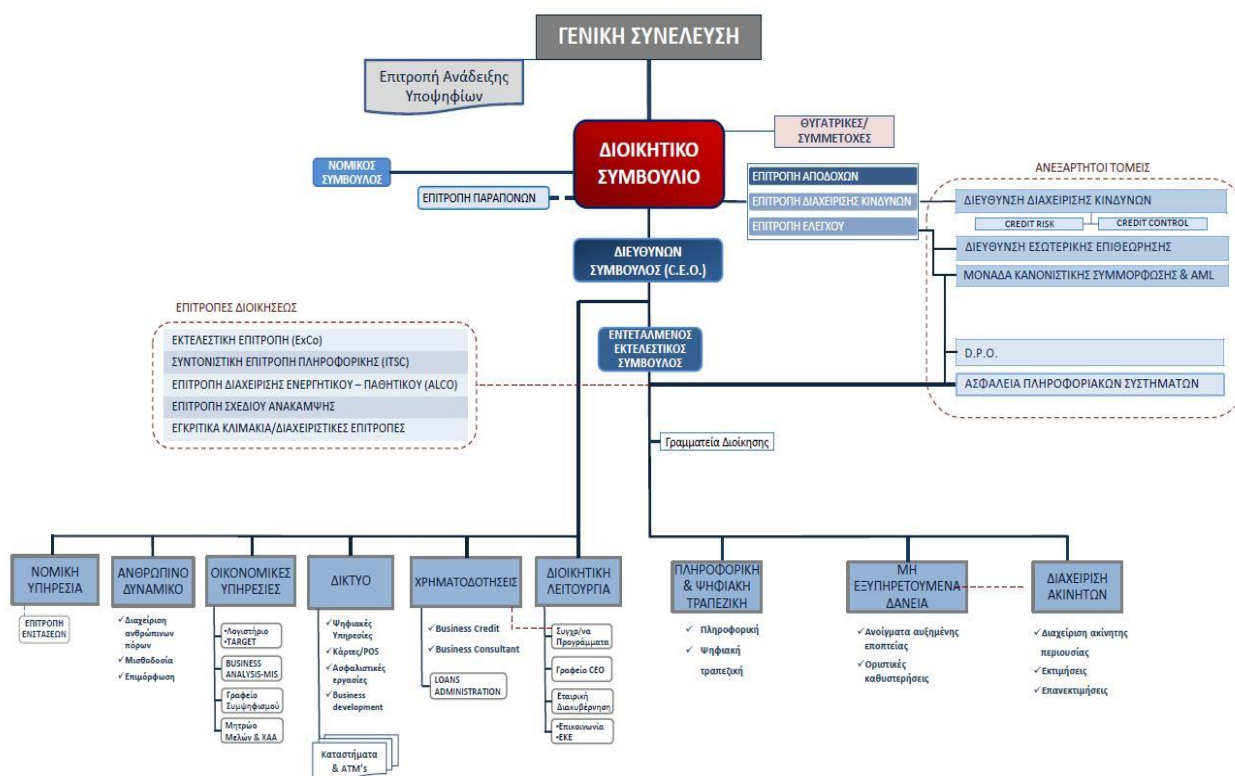 ΓΕΝΙΚΗ ΣΥΝΕΛΕΥΣΗ
Επιτροπή Ανάδειξης
Υποψηφίων
ΔΙΟΙΚΗΤΙΚΟ
ΣΥΜΒΟΥΛΙΟ
ΘΥΓΑΤΡΙΚΕΣ/
ΣΥΜΜΕΤΟΧΕΣ
ΝΟΜΙΚΟΣ
ΣΥΜΒΟΥΛΟΣ
ΕΠΙΤΡΟΠΗ ΠΑΡΑΠΟΝΩΝ
ΕΠΙΤΡΟΠΗ ΑΠΟΔΟΧΩΝ
ΕΠΙΤΡΟΠΗ ΔΙΑΧΕΙΡΙΣΗΣ ΚΙΝΔΥΝΩΝ
ΕΠΙΤΡΟΠΗ ΕΛΕΓΧΟΥ
ΑΝΕΞΑΡΤΗΤΟΙ ΤΟΜΕΙΣ
ΔΙΕΥΘΥΝΣΗ ΔΙΑΧΕΙΡΙΣΗΣ ΚΙΝΔΥΝΩΝ
CREDIT RISK
CREDIT CONTROL
ΔΙΕΥΘΥΝΣΗ ΕΣΩΤΕΡΙΚΗΣ ΕΠΙΘΕΩΡΗΣΗΣ
ΜΟΝΑΔΑ ΚΑΝΟΝΙΣΤΙΚΗΣ ΣΥΜΜΟΡΦΩΣΗΣ & AML
D.P.O.
ΑΣΦΑΛΕΙΑ ΠΛΗΡΟΦΟΡΙΑΚΩΝ ΣΥΣΤΗΜΑΤΩΝ
ΔΙΕΥΘΥΝΩΝ
ΣΥΜΒΟΥΛΟΣ (C.E.O.)
ΕΝΤΕΤΑΛΜΕΝΟΣ
ΕΚΤΕΛΕΣΤΙΚΟΣ
ΣΥΜΒΟΥΛΟΣ
ΕΠΙΤΡΟΠΕΣ ΔΙΟΙΚΗΣΕΩΣ
ΕΚΤΕΛΕΣΤΙΚΗ ΕΠΙΤΡΟΠΗ (ExCo)
ΣΥΝΤΟΝΙΣΤΙΚΗ ΕΠΙΤΡΟΠΗ ΠΛΗΡΟΦΟΡΙΚΗΣ (ITSC)
ΕΠΙΤΡΟΠΗ ΔΙΑΧΕΙΡΙΣΗΣ ΕΝΕΡΓΗΤΙΚΟΥ – ΠΑΘΗΤΙΚΟΥ (ALCO)
ΕΠΙΤΡΟΠΗ ΣΧΕΔΙΟΥ ΑΝΑΚΑΜΨΗΣ
ΕΓΚΡΙΤΙΚΑ ΚΛΙΜΑΚΙΑ/ΔΙΑΧΕΙΡΙΣΤΙΚΕΣ ΕΠΙΤΡΟΠΕΣ
Γραμματεία Διοίκησης
ΝΟΜΙΚΗ
ΥΠΗΡΕΣΙΑ
ΕΠΙΤΡΟΠΗ
ΕΝΣΤΑΣΕΩΝ
ΑΝΘΡΩΠΙΝΟ
ΔΥΝΑΜΙΚΟ
✓Διαχείριση
ανθρώπινων
πόρων
✓Μισθοδοσία
✓Επιμόρφωση
ΟΙΚΟΝΟΜΙΚΕΣ
ΥΠΗΡΕΣΙΕΣ
•Λογιστήριο
•TARGET
BUSINESS
ANALYSIS-MIS
Γραφείο
Συμψηφισμού
Μητρώο
Μελών & ΧΑΑ
ΔΙΚΤΥΟ
✓Ψηφιακές
Υπηρεσίες
✓Κάρτες/POS
✓Ασφαλιστικές
εργασίες
✓Business
development
Καταστήματα
& ATM's
ΧΡΗΜΑΤΟΔΟΤΗΣΕΙΣ
✓Business Credit
✓Business Consultant
LOANS
ADMINISTRATION
ΔΙΟΙΚΗΤΙΚΗ
ΛΕΙΤΟΥΡΓΙΑ
Συγχρ/να
Προγράμματα
Γραφείο CEO
Εταιρική
Διακυβέρνηση
•Επικοινωνία
•ΕΚΕ
ΠΛΗΡΟΦΟΡΙΚΗ
& ΨΗΦΙΑΚΗ
ΤΡΑΠΕΖΙΚΗ
✓ Πληροφορική
✓ Ψηφιακή
τραπεζική
ΜΗ
ΕΞΥΠΗΡΕΤΟΥΜΕΝΑ
ΔΑΝΕΙΑ
✓Ανοίγματα αυξημένης
εποπτείας
✓Οριστικές
καθυστερήσεις
ΔΙΑΧΕΙΡΙΣΗ
ΑΚΙΝΗΤΩΝ
✓Διαχείριση ακίνητης
περιουσίας
✓Εκτιμήσεις
✓Επανεκτιμήσεις